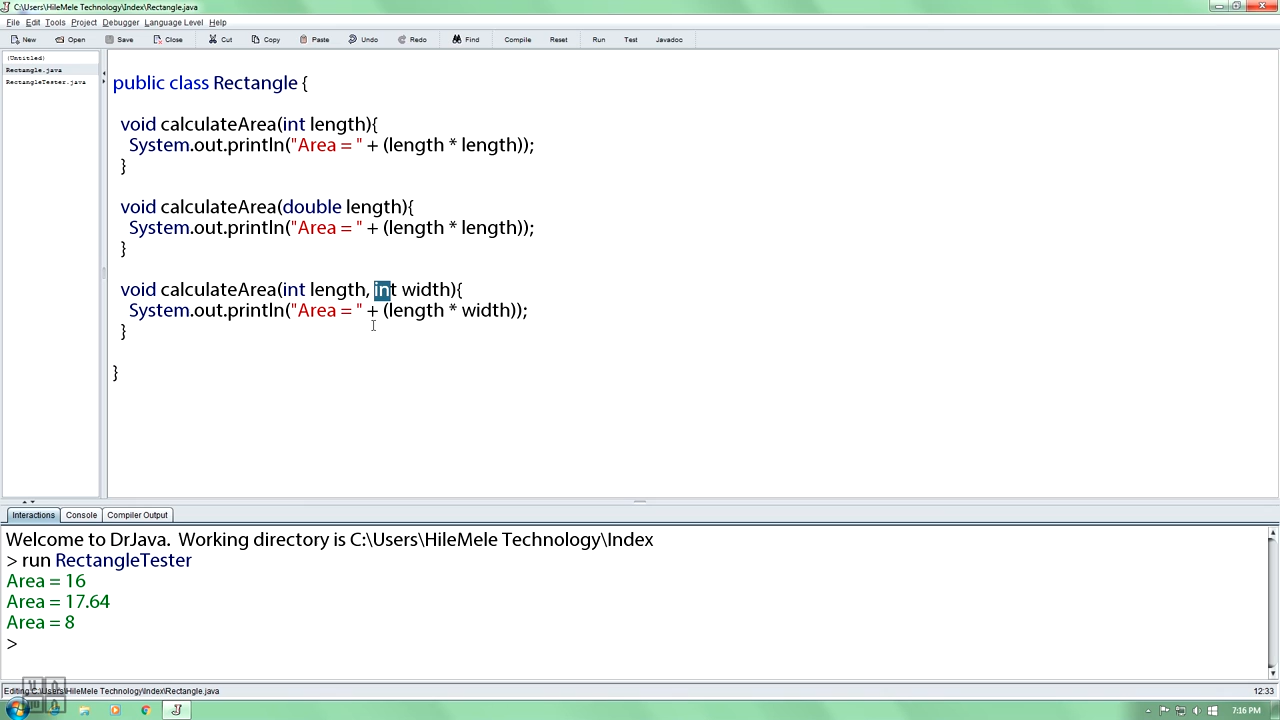 C:\Users\HileMele Technology\Index\Rectangle.java
File Edit Tools Project Debugger Language Level Help
New Open Save Close Cut Copy Paste Undo Redo Find Compile Reset Run Test Javadoc
(Untitled)
Rectangle.java
RectangleTester.java
public class Rectangle {
void calculateArea(int length){
System.out.println("Area = " + (length * length));
}
void calculateArea(double length){
System.out.println("Area = " + (length * length));
}
void calculateArea(int length, int width){
System.out.println("Area = " + (length * width));
}
}
Interactions Console Compiler Output
Welcome to DrJava. Working directory is C:\Users\HileMele Technology\Index
> run RectangleTester
Area = 16
Area = 17.64
Area = 8
>
Editing C:\Users\HileMele Technology\Index\Rectangle.java 12:33
7:16 PM